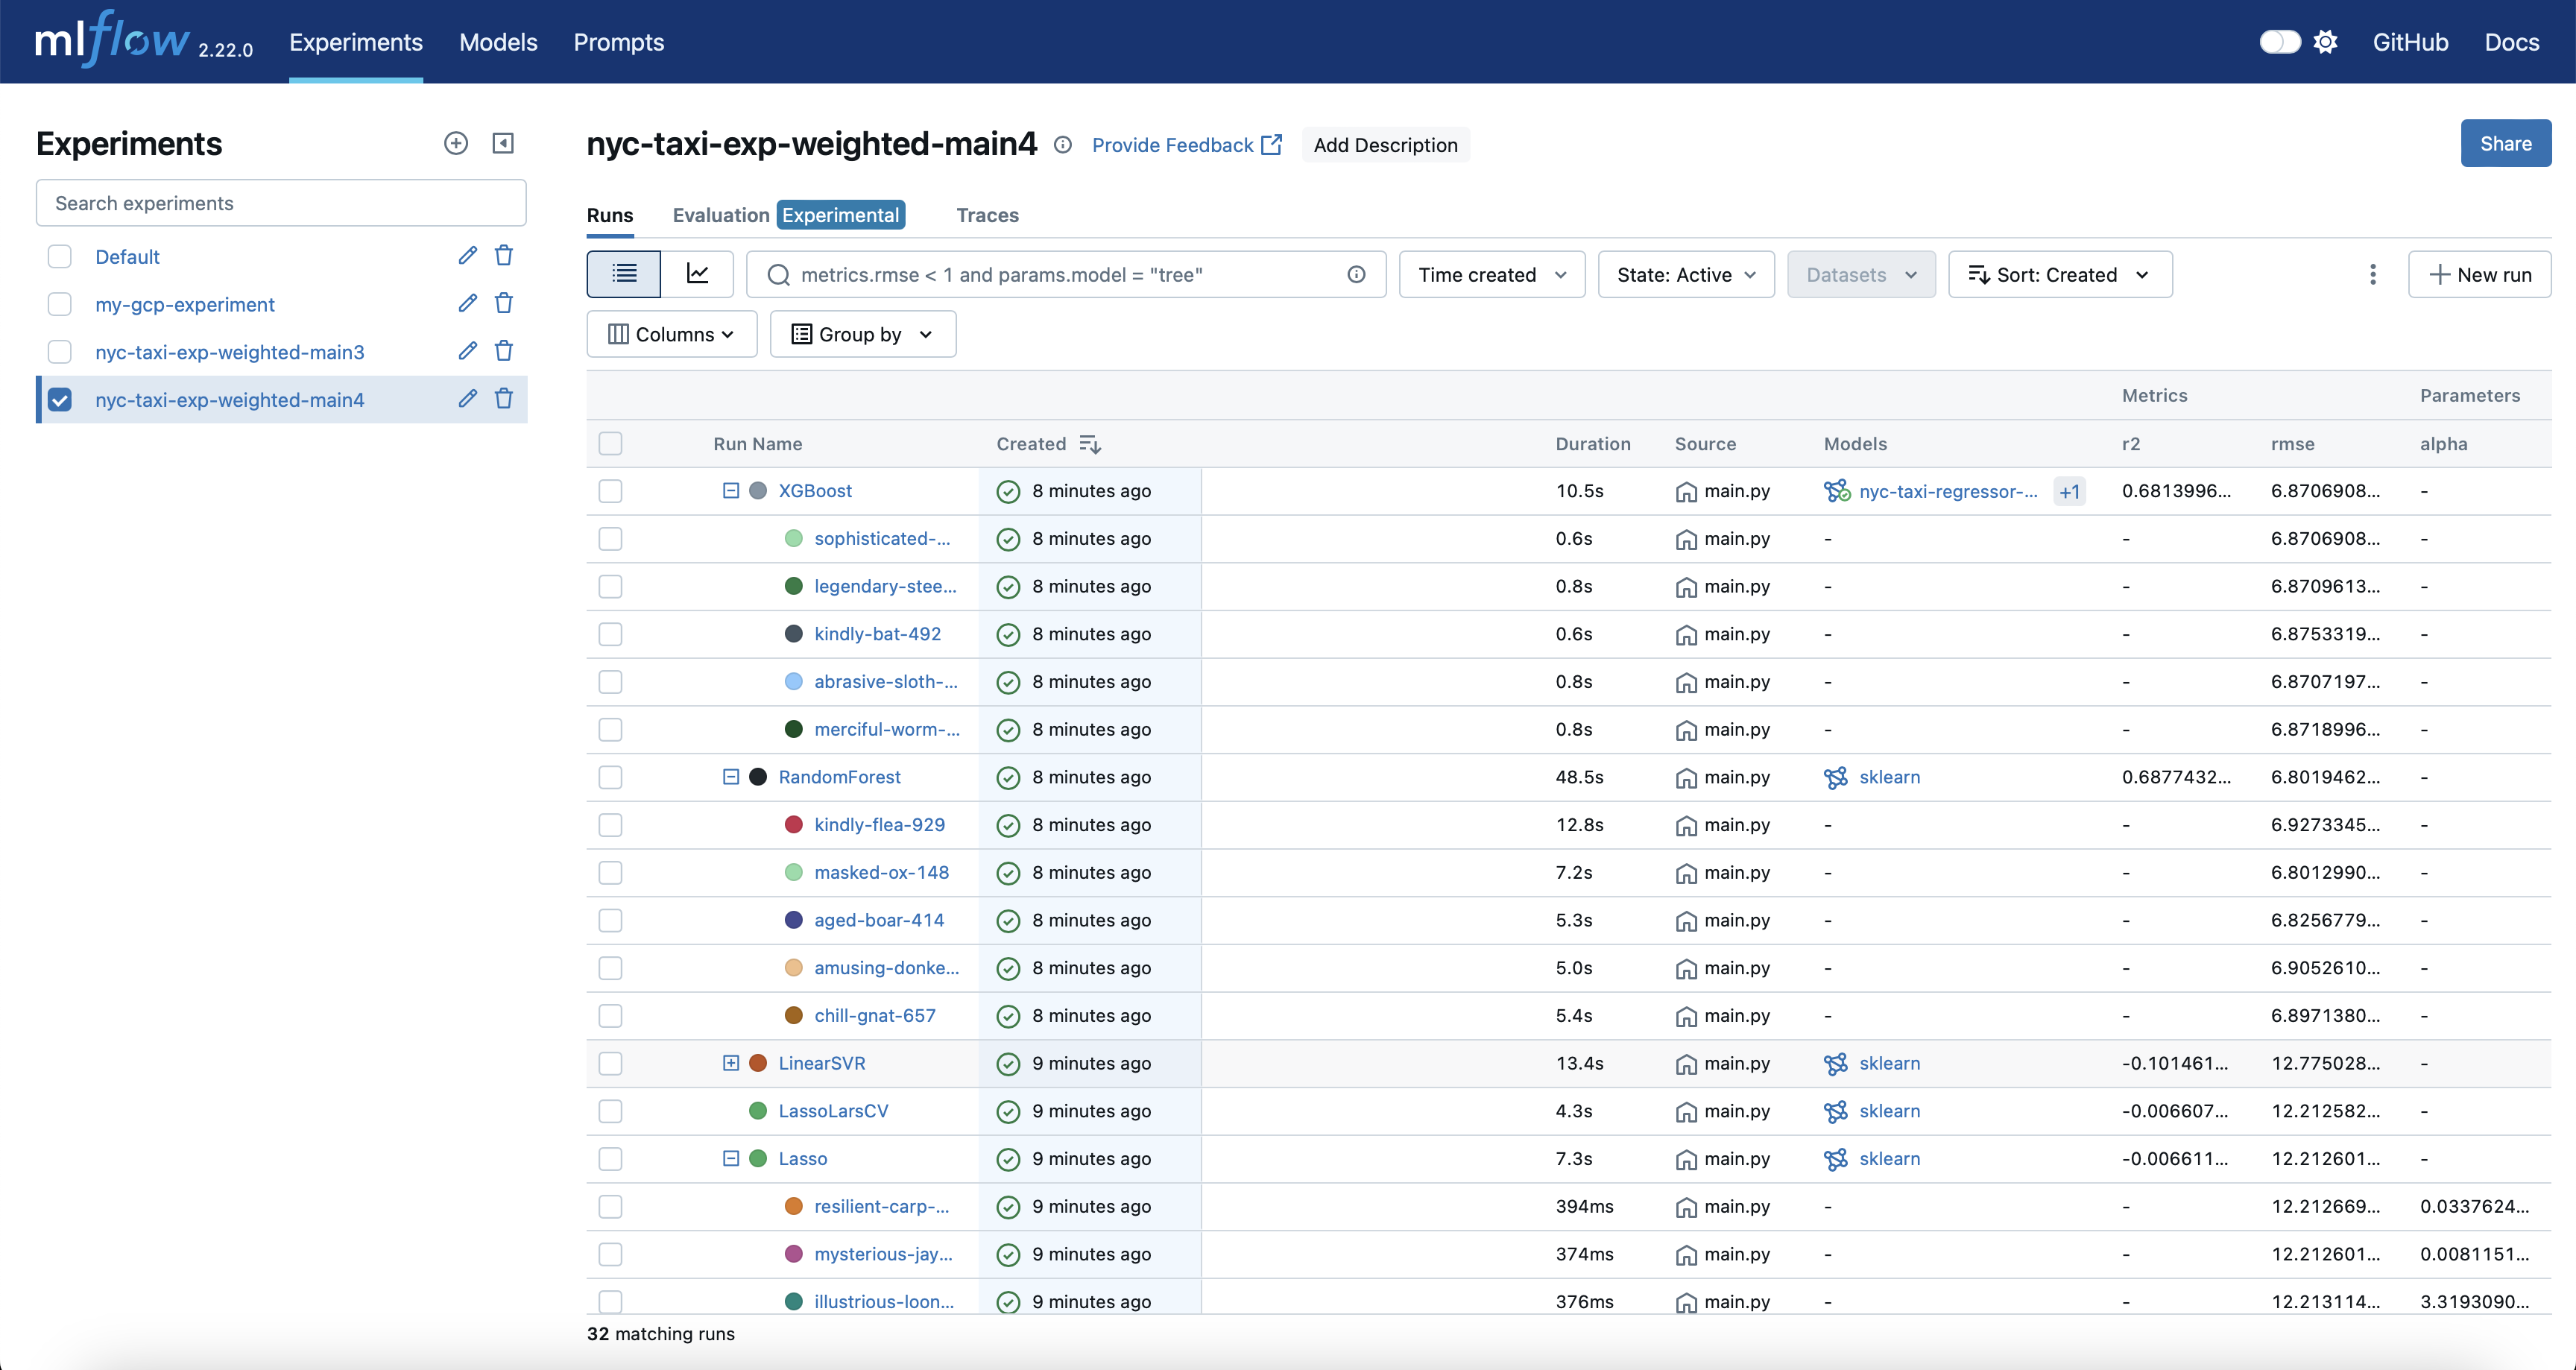 mlflow 2.22.0 Experiments Models Prompts GitHub Docs
Experiments
Search experiments
Default
my-gcp-experiment
nyc-taxi-exp-weighted-main3
nyc-taxi-exp-weighted-main4
nyc-taxi-exp-weighted-main4 Provide Feedback Add Description Share
Runs Evaluation Experimental Traces
metrics.rmse < 1 and params.model = "tree" Time created State: Active Datasets Sort: Created New run
Columns Group by
Metrics Parameters
Run Name Created Duration Source Models r2 rmse alpha
XGBoost 8 minutes ago 10.5s main.py nyc-taxi-regressor-... +1 0.6813996... 6.8706908... -
sophisticated-... 8 minutes ago 0.6s main.py - - 6.8706908... -
legendary-stee... 8 minutes ago 0.8s main.py - - 6.8709613... -
kindly-bat-492 8 minutes ago 0.6s main.py - - 6.8753319... -
abrasive-sloth-... 8 minutes ago 0.8s main.py - - 6.8707197... -
merciful-worm-... 8 minutes ago 0.8s main.py - - 6.8718996... -
RandomForest 8 minutes ago 48.5s main.py sklearn 0.6877432... 6.8019462... -
kindly-flea-929 8 minutes ago 12.8s main.py - - 6.9273345... -
masked-ox-148 8 minutes ago 7.2s main.py - - 6.8012990... -
aged-boar-414 8 minutes ago 5.3s main.py - - 6.8256779... -
amusing-donke... 8 minutes ago 5.0s main.py - - 6.9052610... -
chill-gnat-657 8 minutes ago 5.4s main.py - - 6.8971380... -
LinearSVR 9 minutes ago 13.4s main.py sklearn -0.101461... 12.775028... -
LassoLarsCV 9 minutes ago 4.3s main.py sklearn -0.006607... 12.212582... -
Lasso 9 minutes ago 7.3s main.py sklearn -0.006611... 12.212601... -
resilient-carp-... 9 minutes ago 394ms main.py - - 12.212669... 0.0337624...
mysterious-jay... 9 minutes ago 374ms main.py - - 12.212601... 0.0081151...
illustrious-loon... 9 minutes ago 376ms main.py - - 12.213114... 3.3193090...
32 matching runs